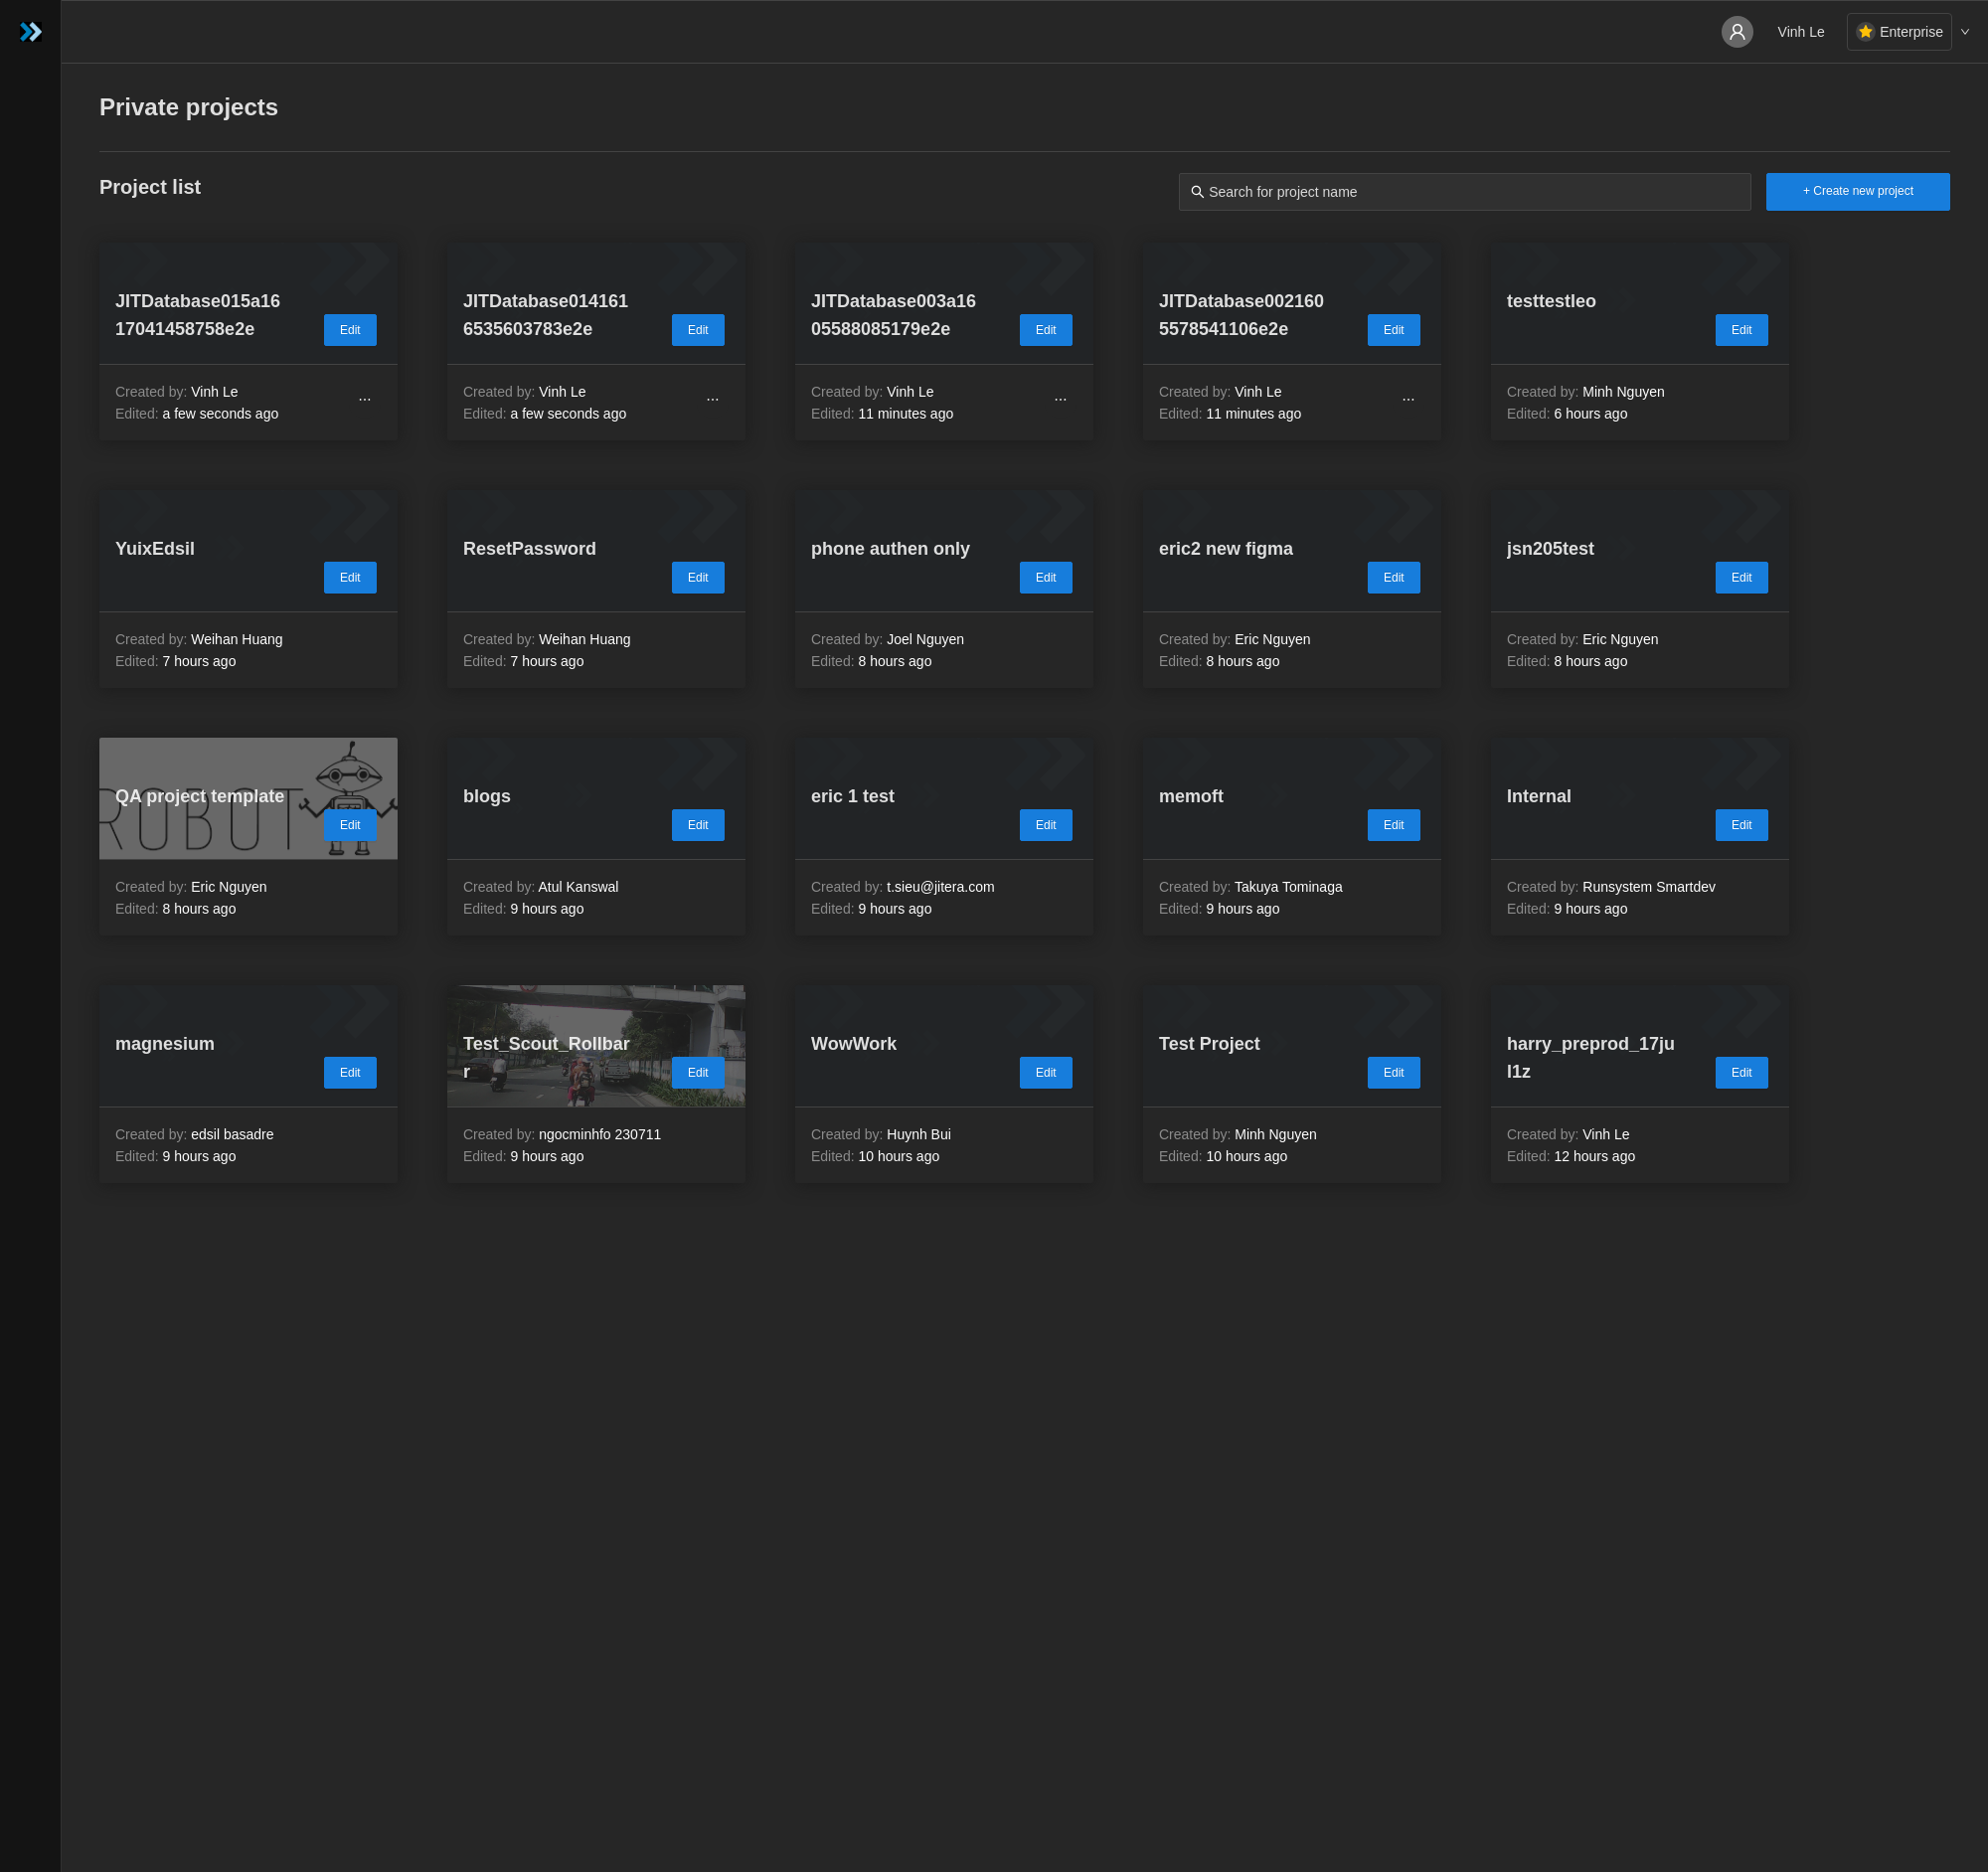 Vinh Le
Enterprise
Private projects
Project list
Search for project name
+ Create new project
JITDatabase015a16
17041458758e2e
Edit
Created by: Vinh Le
...
Edited: a few seconds ago
JITDatabase014161
6535603783e2e
Edit
Created by: Vinh Le
...
Edited: a few seconds ago
JITDatabase003a16
05588085179e2e
Edit
Created by: Vinh Le
...
Edited: 11 minutes ago
JITDatabase002160
5578541106e2e
Edit
Created by: Vinh Le
...
Edited: 11 minutes ago
testtestleo
Edit
Created by: Minh Nguyen
Edited: 6 hours ago
YuixEdsil
Edit
Created by: Weihan Huang
Edited: 7 hours ago
ResetPassword
Edit
Created by: Weihan Huang
Edited: 7 hours ago
phone authen only
Edit
Created by: Joel Nguyen
Edited: 8 hours ago
eric2 new figma
Edit
Created by: Eric Nguyen
Edited: 8 hours ago
jsn205test
Edit
Created by: Eric Nguyen
Edited: 8 hours ago
QA project template
ROBOT
Edit
Created by: Eric Nguyen
Edited: 8 hours ago
blogs
Edit
Created by: Atul Kanswal
Edited: 9 hours ago
eric 1 test
Edit
Created by: t.sieu@jitera.com
Edited: 9 hours ago
memoft
Edit
Created by: Takuya Tominaga
Edited: 9 hours ago
Internal
Edit
Created by: Runsystem Smartdev
Edited: 9 hours ago
magnesium
Edit
Created by: edsil basadre
Edited: 9 hours ago
Test_Scout_Rollbar
r
Edit
Created by: ngocminhfo 230711
Edited: 9 hours ago
WowWork
Edit
Created by: Huynh Bui
Edited: 10 hours ago
Test Project
Edit
Created by: Minh Nguyen
Edited: 10 hours ago
harry_preprod_17ju
l1z
Edit
Created by: Vinh Le
Edited: 12 hours ago